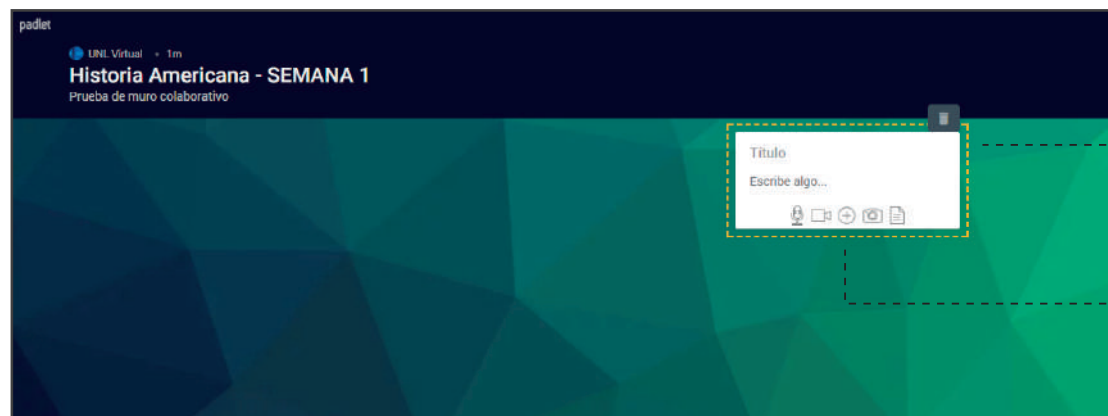 padlet
UNL Virtual • 1m
Historia Americana - SEMANA 1
Prueba de muro colaborativo
Título
Escribe algo...